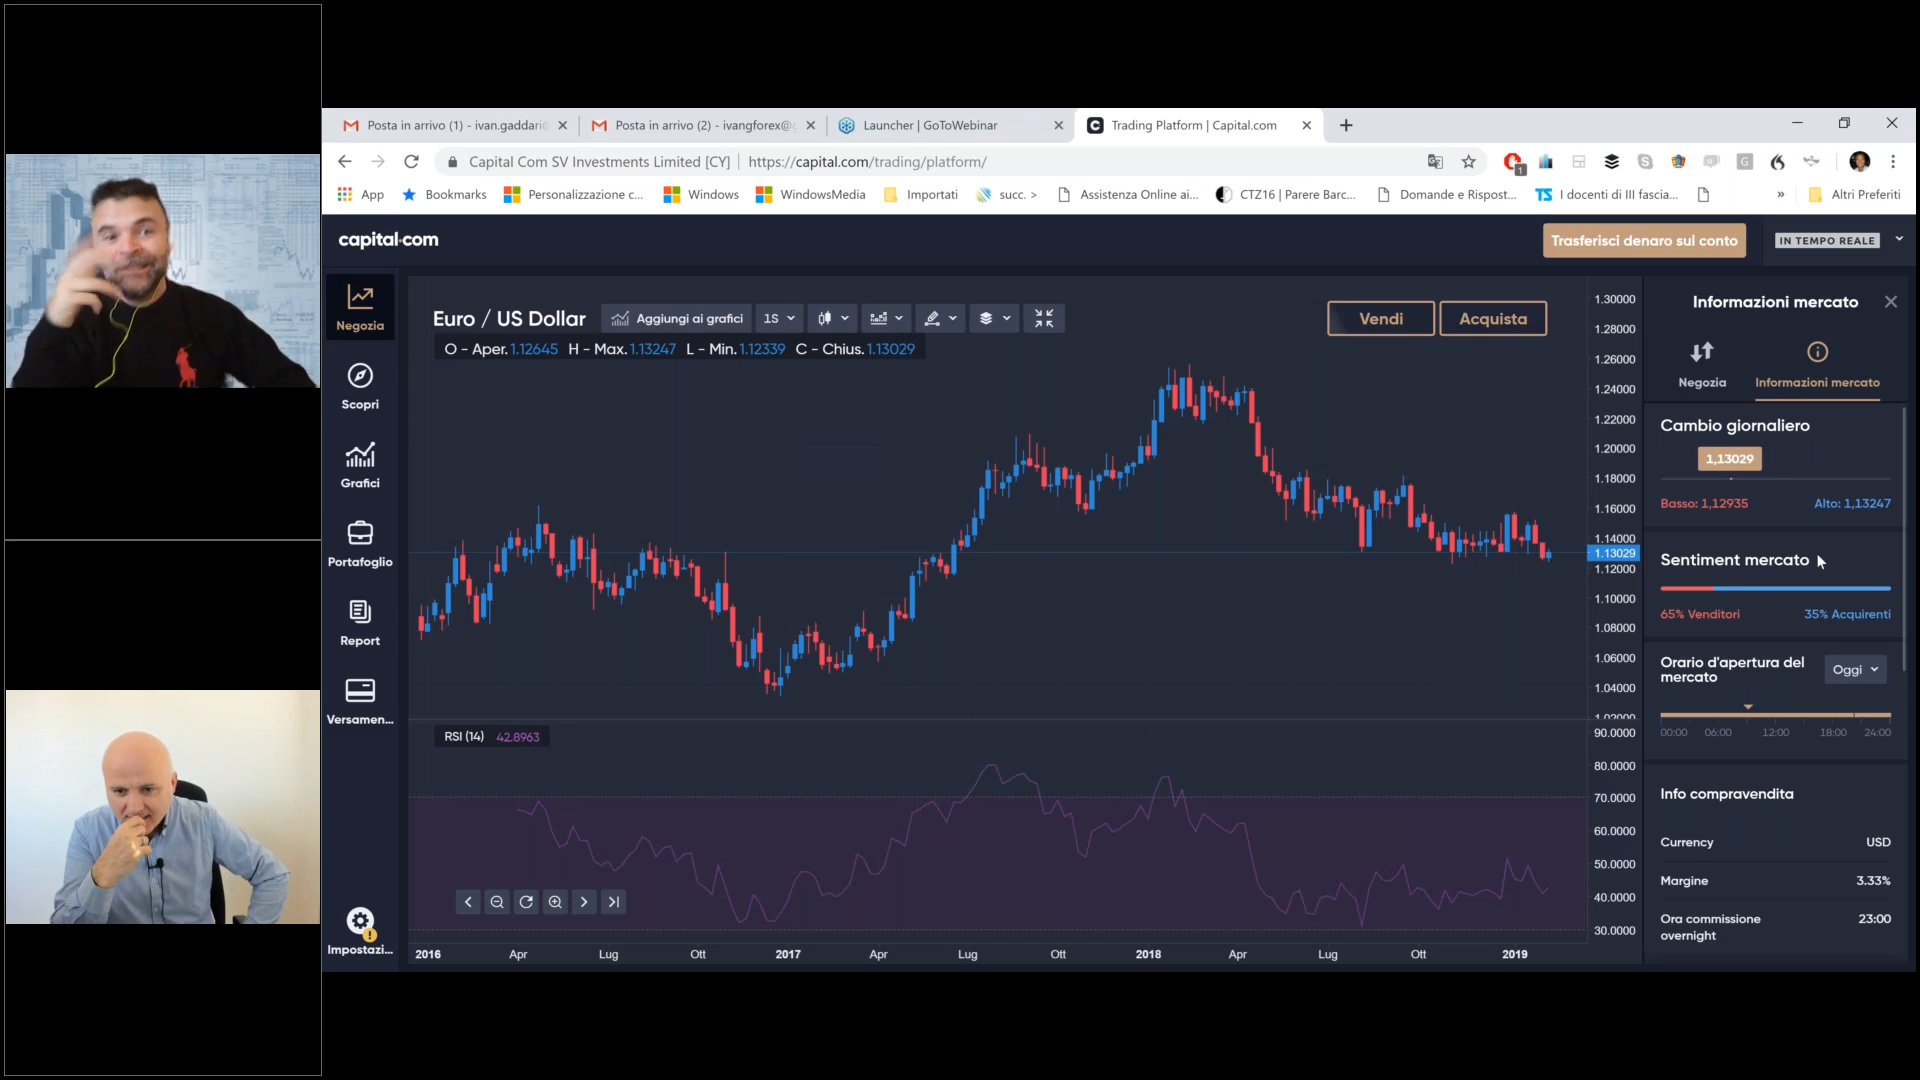 Posta in arrivo (1) - ivan.gaddari
Posta in arrivo (2) - ivangforex@
Launcher | GoToWebinar
Trading Platform | Capital.com
Capital Com SV Investments Limited [CY]
https://capital.com/trading/platform/
1
App
Bookmarks
Personalizzazione c...
Windows
WindowsMedia
Importati
succ. >
Assistenza Online ai...
CTZ16 | Parere Barc...
Domande e Rispost...
TS
I docenti di III fascia...
»
Altri Preferiti
capital.com
Trasferisci denaro sul conto
IN TEMPO REALE
Negozia
Scopri
Grafici
Portafoglio
Report
Versamen...
Impostazi...
Euro / US Dollar
Aggiungi ai grafici
1S
Vendi
Acquista
O - Aper. 1.12645 H - Max. 1.13247 L - Min. 1.12339 C - Chius. 1.13029
1.30000
1.28000
1.26000
1.24000
1.22000
1.20000
1.18000
1.16000
1.14000
1.13029
1.12000
1.10000
1.08000
1.06000
1.04000
1.02000
RSI (14) 42.8963
90.0000
80.0000
70.0000
60.0000
50.0000
40.0000
30.0000
2016 Apr Lug Ott 2017 Apr Lug Ott 2018 Apr Lug Ott 2019
Informazioni mercato
Negozia
Informazioni mercato
Cambio giornaliero
1,13029
Basso: 1,12935
Alto: 1,13247
Sentiment mercato
65% Venditori
35% Acquirenti
Orario d'apertura del
mercato
Oggi
00:00 06:00 12:00 18:00 24:00
Info compravendita
Currency USD
Margine 3.33%
Ora commissione
overnight
23:00